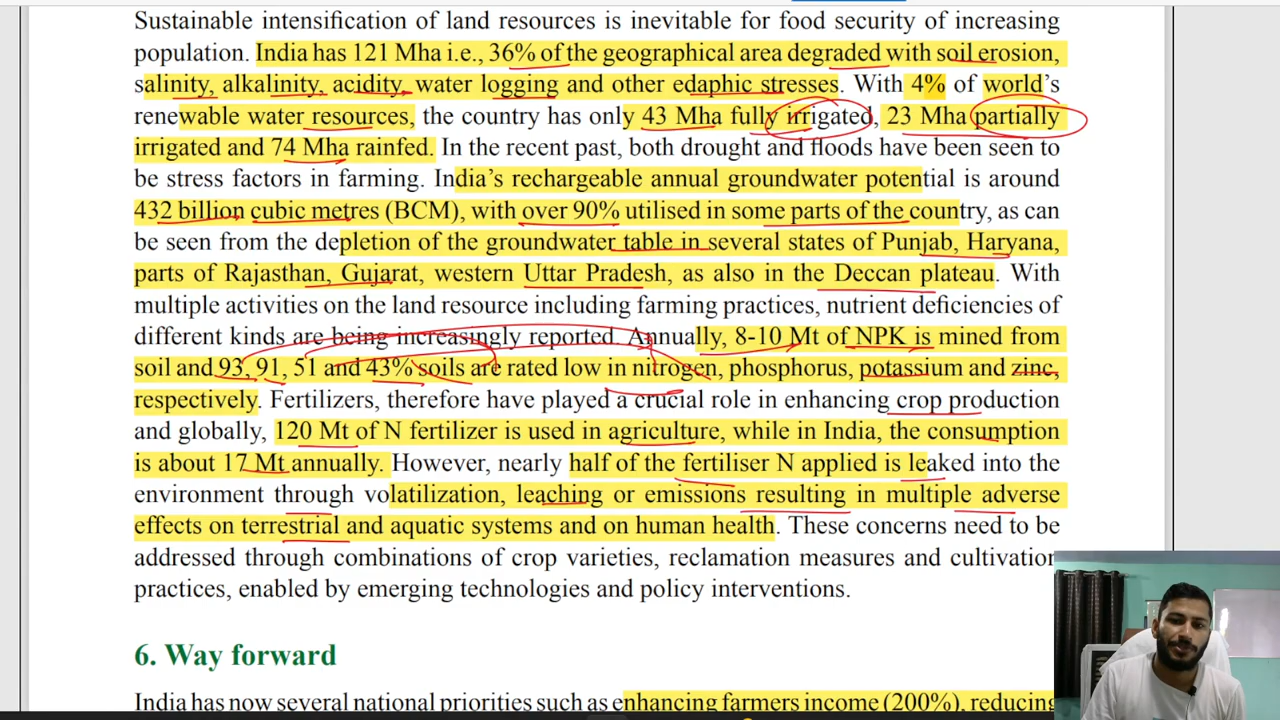 Sustainable intensification of land resources is inevitable for food security of increasing
population. India has 121 Mha i.e., 36% of the geographical area degraded with soil erosion,
salinity, alkalinity, acidity, water logging and other edaphic stresses. With 4% of world's
renewable water resources, the country has only 43 Mha fully irrigated, 23 Mha partially
irrigated and 74 Mha rainfed. In the recent past, both drought and floods have been seen to
be stress factors in farming. India's rechargeable annual groundwater potential is around
432 billion cubic metres (BCM), with over 90% utilised in some parts of the country, as can
be seen from the depletion of the groundwater table in several states of Punjab, Haryana,
parts of Rajasthan, Gujarat, western Uttar Pradesh, as also in the Deccan plateau. With
multiple activities on the land resource including farming practices, nutrient deficiencies of
different kinds are being increasingly reported. Annually, 8-10 Mt of NPK is mined from
soil and 93, 91, 51 and 43% soils are rated low in nitrogen, phosphorus, potassium and zinc,
respectively. Fertilizers, therefore have played a crucial role in enhancing crop production
and globally, 120 Mt of N fertilizer is used in agriculture, while in India, the consumption
is about 17 Mt annually. However, nearly half of the fertiliser N applied is leaked into the
environment through volatilization, leaching or emissions resulting in multiple adverse
effects on terrestrial and aquatic systems and on human health. These concerns need to be
addressed through combinations of crop varieties, reclamation measures and cultivation
practices, enabled by emerging technologies and policy interventions.
6. Way forward
India has now several national priorities such as enhancing farmers income (200%), reducing